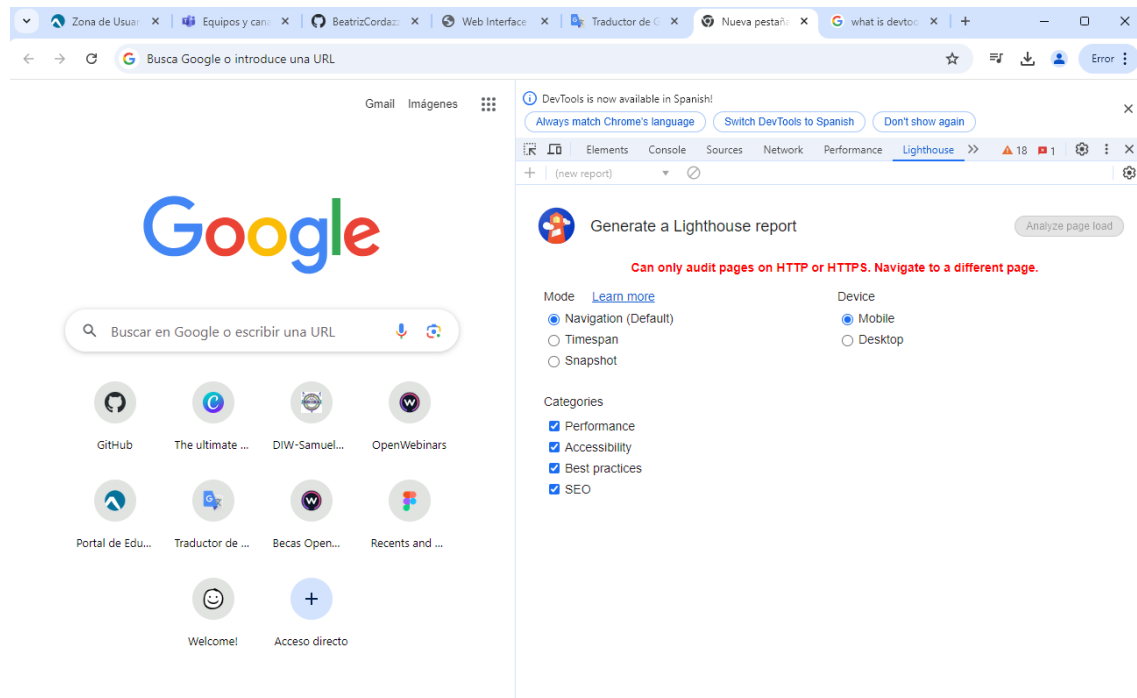 Zona de Usuar
Equipos y cana
BeatrizCordaz
Web Interface
Traductor de G
Nueva pestaña
what is devtoo
Busca Google o introduce una URL
Error
Gmail Imágenes
DevTools is now available in Spanish!
Always match Chrome's language Switch DevTools to Spanish Don't show again
Elements Console Sources Network Performance Lighthouse 18 1
(new report)
Google
Generate a Lighthouse report Analyze page load
Can only audit pages on HTTP or HTTPS. Navigate to a different page.
Mode Learn more
Navigation (Default)
Timespan
Snapshot
Device
Mobile
Desktop
Categories
Performance
Accessibility
Best practices
SEO
Buscar en Google o escribir una URL
GitHub The ultimate ... DIW-Samuel... OpenWebinars
Portal de Edu... Traductor de ... Becas Open... Recents and ...
Welcome! Acceso directo